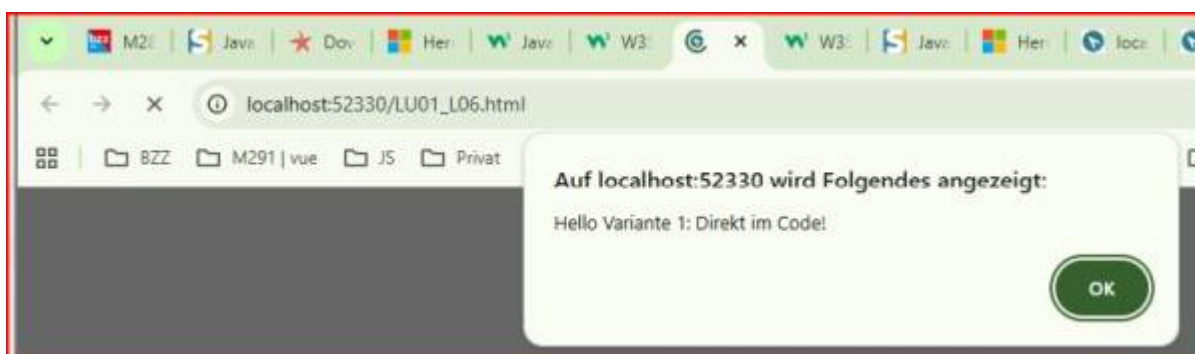 M28 Java Dov Her Java W3: W3: Java Her loca
localhost:52330/LU01_L06.html
BZZ M291 | vue JS Privat
Auf localhost:52330 wird Folgendes angezeigt:
Hello Variante 1: Direkt im Code!
OK